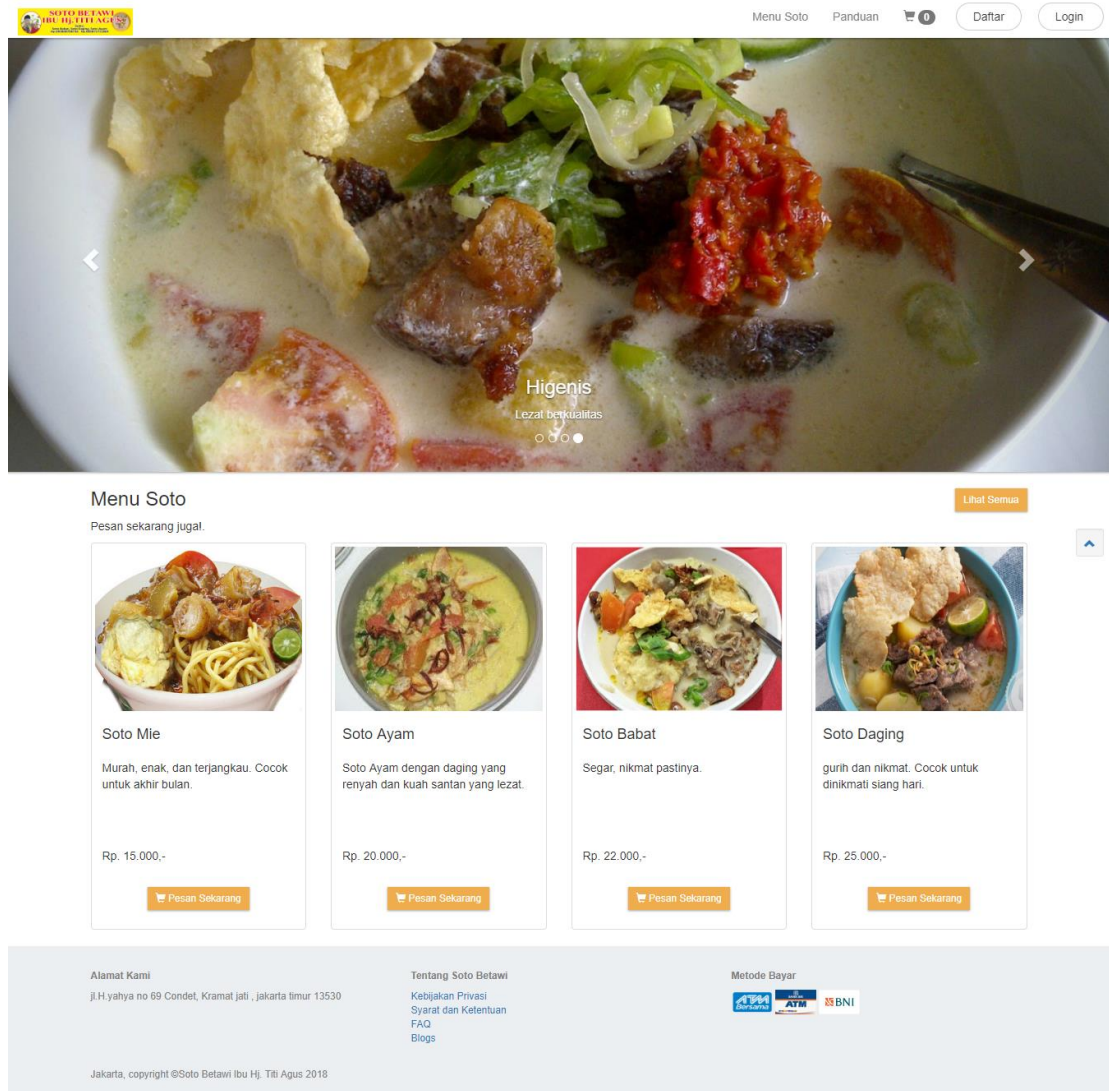 SOTO BETAWI
IBU Hj.TITI AGUS
Menu Soto
Panduan
0
Daftar
Login
Higenis
Lezat berkualitas
Menu Soto
Lihat Semua
Pesan sekarang juga!.
Soto Mie
Murah, enak, dan terjangkau. Cocok
untuk akhir bulan.
Rp. 15.000,-
Pesan Sekarang
Soto Ayam
Soto Ayam dengan daging yang
renyah dan kuah santan yang lezat.
Rp. 20.000,-
Pesan Sekarang
Soto Babat
Segar, nikmat pastinya.
Rp. 22.000,-
Pesan Sekarang
Soto Daging
gurih dan nikmat. Cocok untuk
dinikmati siang hari.
Rp. 25.000,-
Pesan Sekarang
Alamat Kami
jl.H.yahya no 69 Condet, Kramat jati , jakarta timur 13530
Tentang Soto Betawi
Kebijakan Privasi
Syarat dan Ketentuan
FAQ
Blogs
Metode Bayar
ATM
Bersama
ATM
BNI
Jakarta, copyright ©Soto Betawi Ibu Hj. Titi Agus 2018